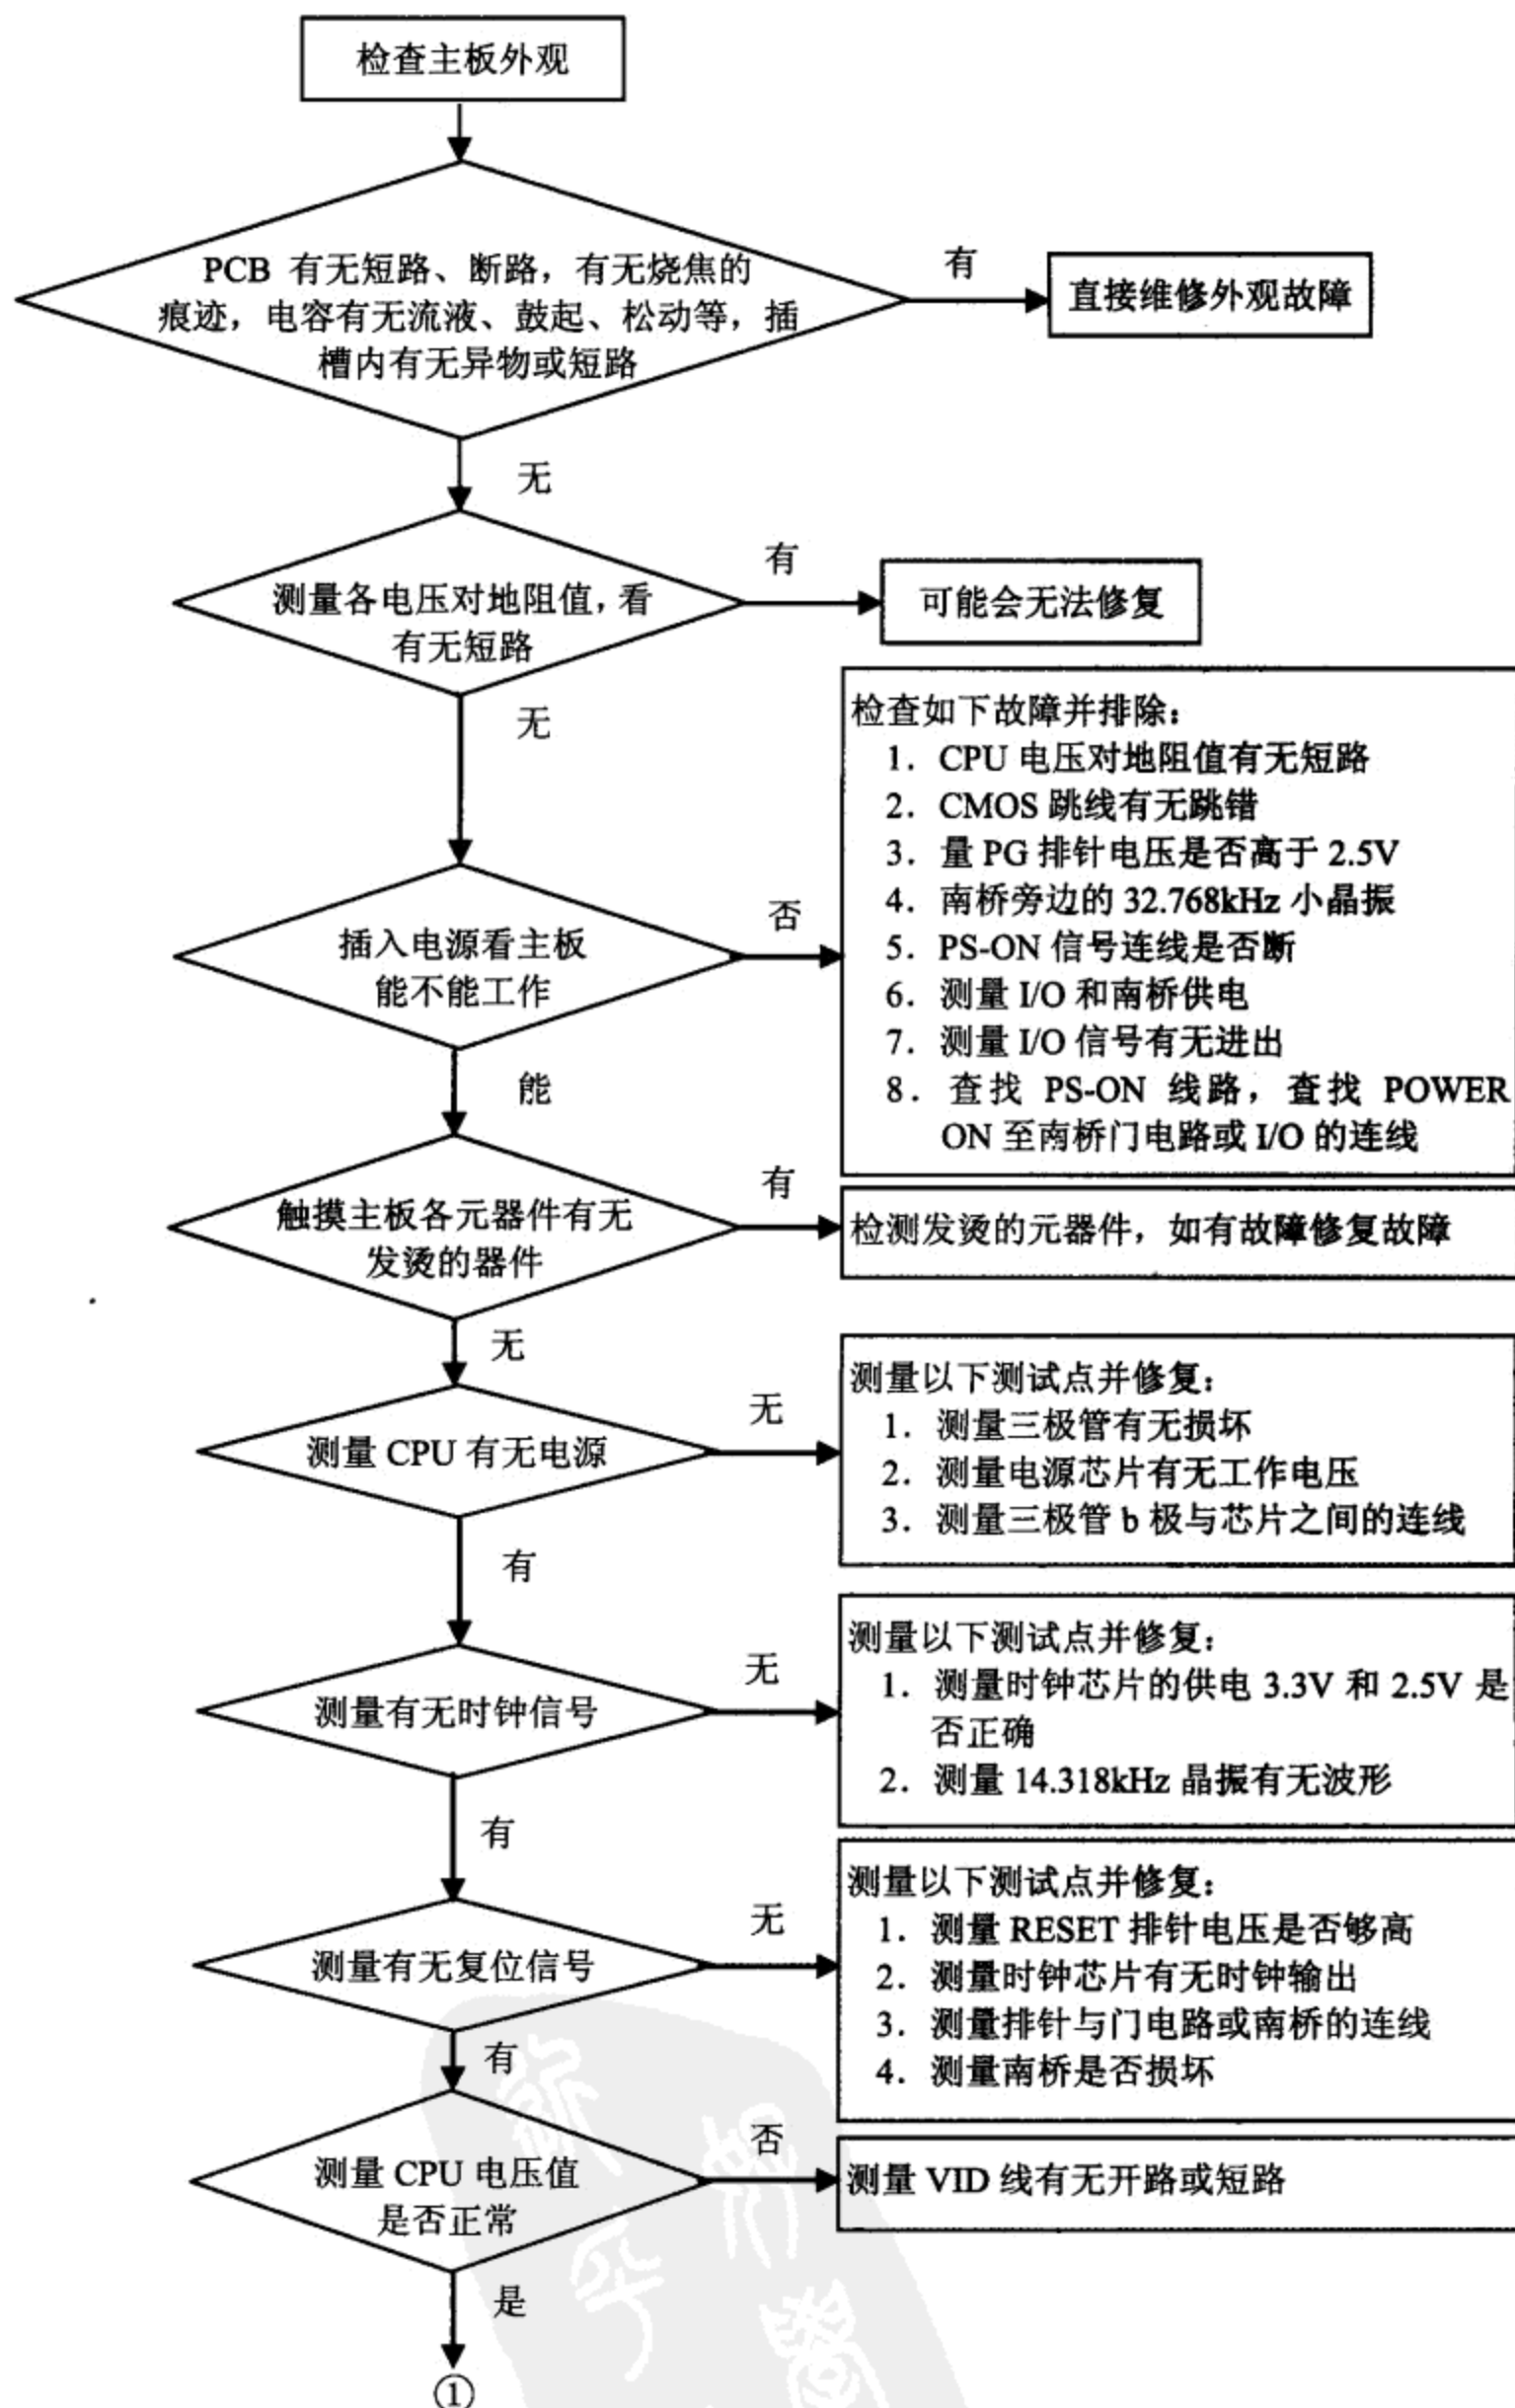 检查主板外观
PCB 有无短路、断路，有无烧焦的
痕迹，电容有无流液、鼓起、松动等，插
槽内有无异物或短路
有
直接维修外观故障
无
测量各电压对地阻值，看
有无短路
有
可能会无法修复
无
插入电源看主板
能不能工作
否
检查如下故障并排除：
1．CPU 电压对地阻值有无短路
2．CMOS 跳线有无跳错
3．量 PG 排针电压是否高于 2.5V
4．南桥旁边的 32.768kHz 小晶振
5．PS-ON 信号连线是否断
6．测量 I/O 和南桥供电
7．测量 I/O 信号有无进出
8．查找 PS-ON 线路，查找 POWER
ON 至南桥门电路或 I/O 的连线
能
触摸主板各元器件有无
发烫的器件
有
检测发烫的元器件，如有故障修复故障
无
测量 CPU 有无电源
无
测量以下测试点并修复：
1．测量三极管有无损坏
2．测量电源芯片有无工作电压
3．测量三极管 b 极与芯片之间的连线
有
测量有无时钟信号
无
测量以下测试点并修复：
1．测量时钟芯片的供电 3.3V 和 2.5V 是
否正确
2．测量 14.318kHz 晶振有无波形
有
测量有无复位信号
无
测量以下测试点并修复：
1．测量 RESET 排针电压是否够高
2．测量时钟芯片有无时钟输出
3．测量排针与门电路或南桥的连线
4．测量南桥是否损坏
有
测量 CPU 电压值
是否正常
否
测量 VID 线有无开路或短路
是
①